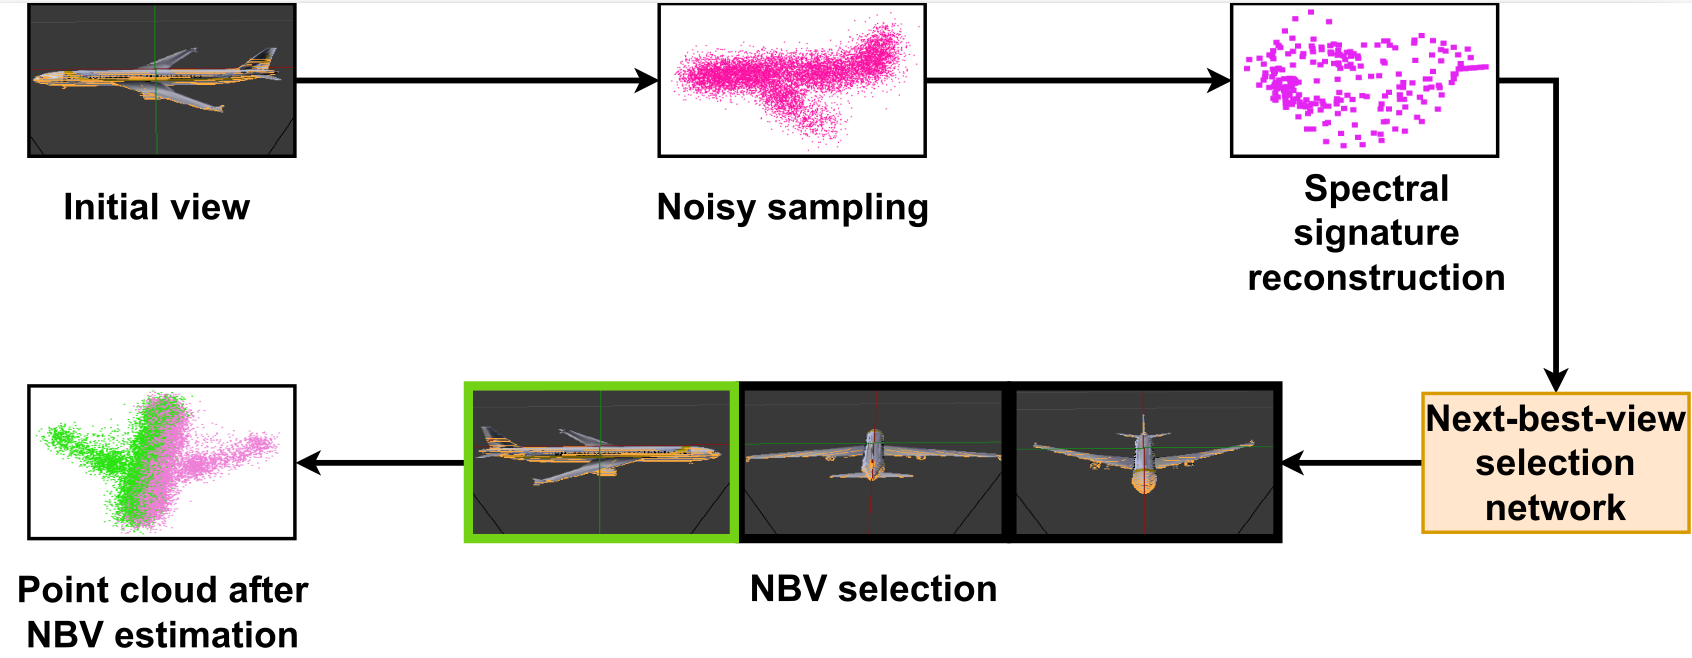 Initial view
Noisy sampling
Spectral
signature
reconstruction
Next-best-view
selection
network
NBV selection
Point cloud after
NBV estimation